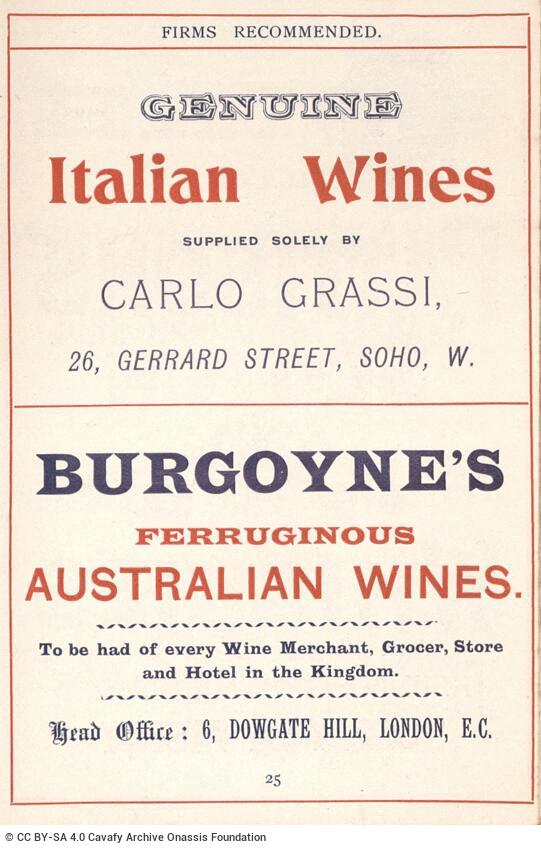 FIRMS RECOMMENDED.
GENUINE
Italian Wines
SUPPLIED SOLELY BY
CARLO GRASSI,
26, GERRARD STREET, SOHO, W.
BURGOYNE'S
FERRUGINOUS
AUSTRALIAN WINES.
To be had of every Wine Merchant, Grocer, Store
and Hotel in the Kingdom.
Head Office: 6, DOWGATE HILL, LONDON, E.C.
25
© CC BY-SA 4.0 Cavafy Archive Onassis Foundation